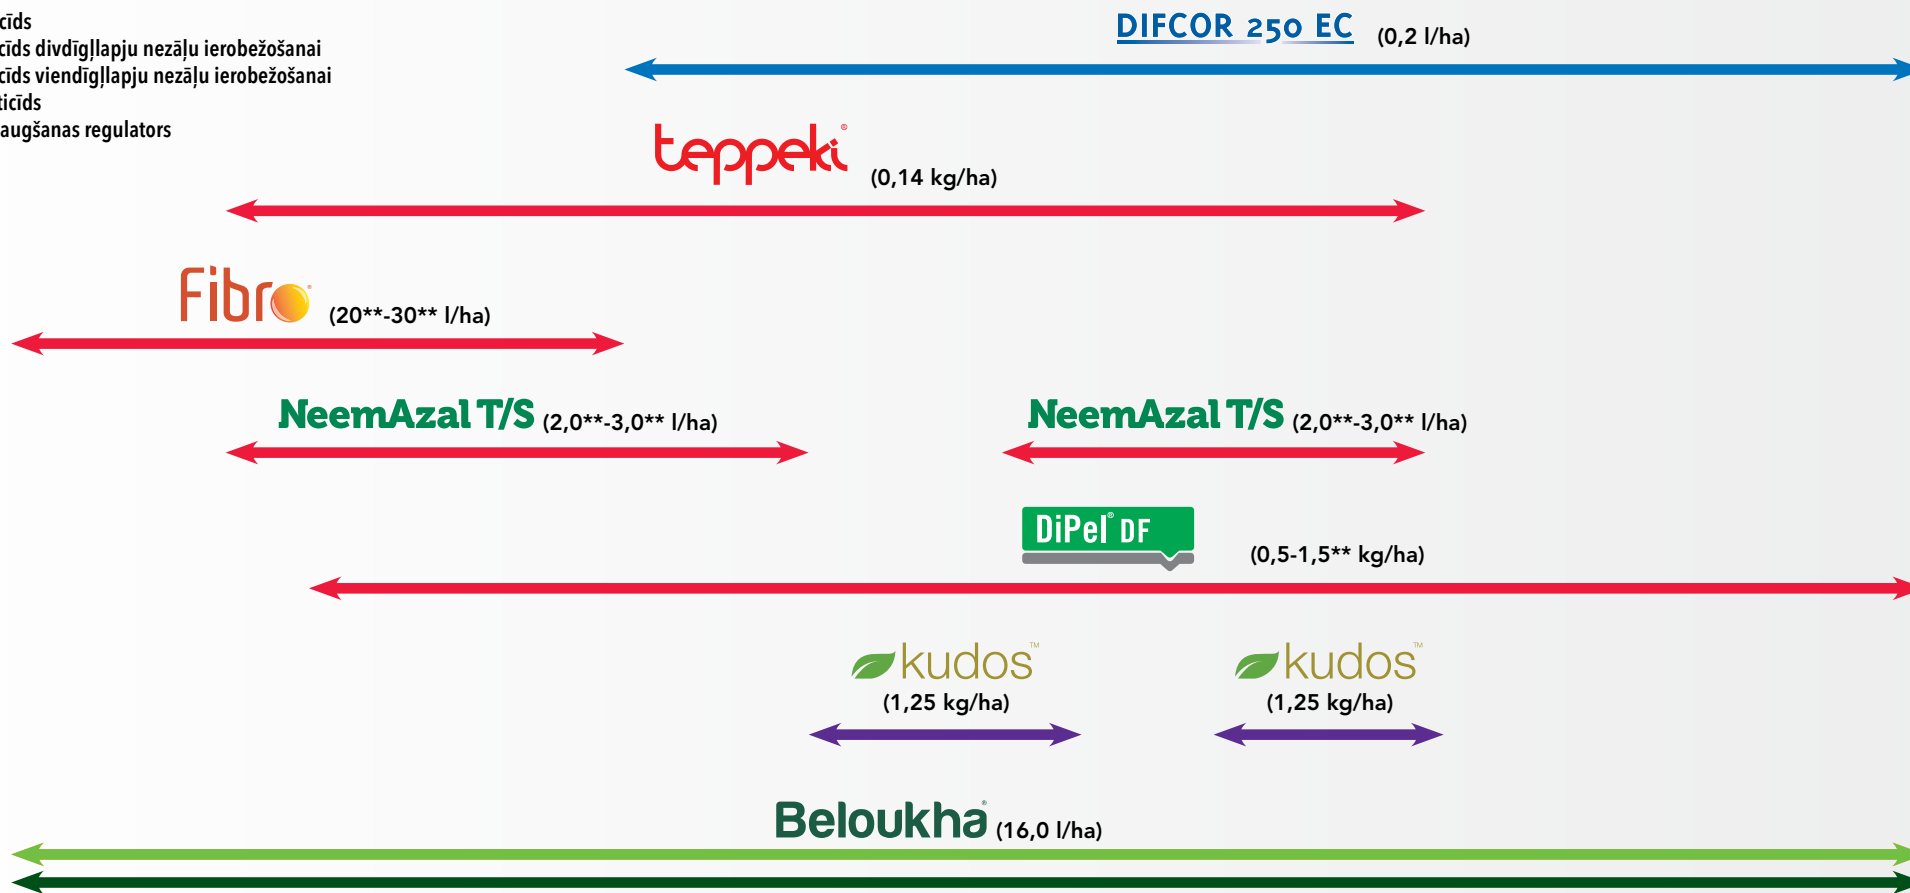 cīds
DIFCOR 250 EC (0,2 l/ha)
cīds divdīgļlapju nezāļu ierobežošanai
cīds viendīgļlapju nezāļu ierobežošanai
ticīds
augšanas regulators
teppeki® (0,14 kg/ha)
Fibro® (20**-30** l/ha)
NeemAzal T/S (2,0**-3,0** l/ha) NeemAzal T/S (2,0**-3,0** l/ha)
DiPel® DF (0,5-1,5** kg/ha)
kudos™ kudos™
(1,25 kg/ha) (1,25 kg/ha)
Beloukha® (16,0 l/ha)